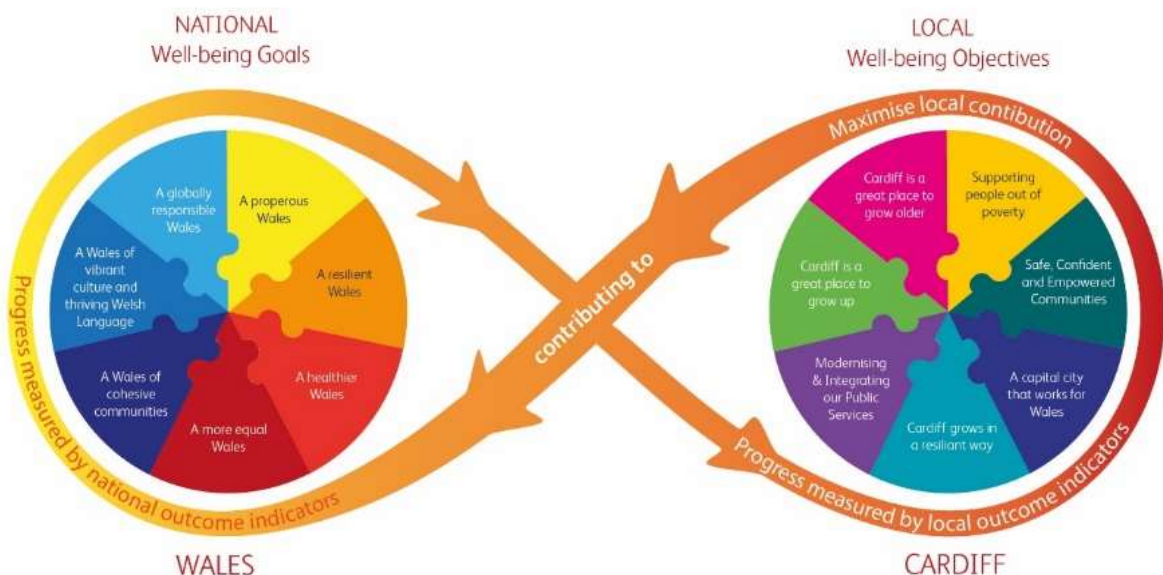 NATIONAL
Well-being Goals
LOCAL
Well-being Objectives
A globally
responsible
Wales
A properous
Wales
A resilient
Wales
A healthier
Wales
A more equal
Wales
A Wales of
cohesive
communities
A Wales of
vibrant
culture and
thriving Welsh
Language
Progress measured by national outcome indicators
contributing to
Maximise local contibution
Cardiff is a
great place to
grow older
Supporting
people out of
poverty
Safe, Confident
and Empowered
Communities
A capital city
that works for
Wales
Cardiff grows in
a resiliant way
Modernising
& Integrating
our Public
Services
Cardiff is a
great place to
grow up
Progress measured by local outcome indicators
WALES
CARDIFF